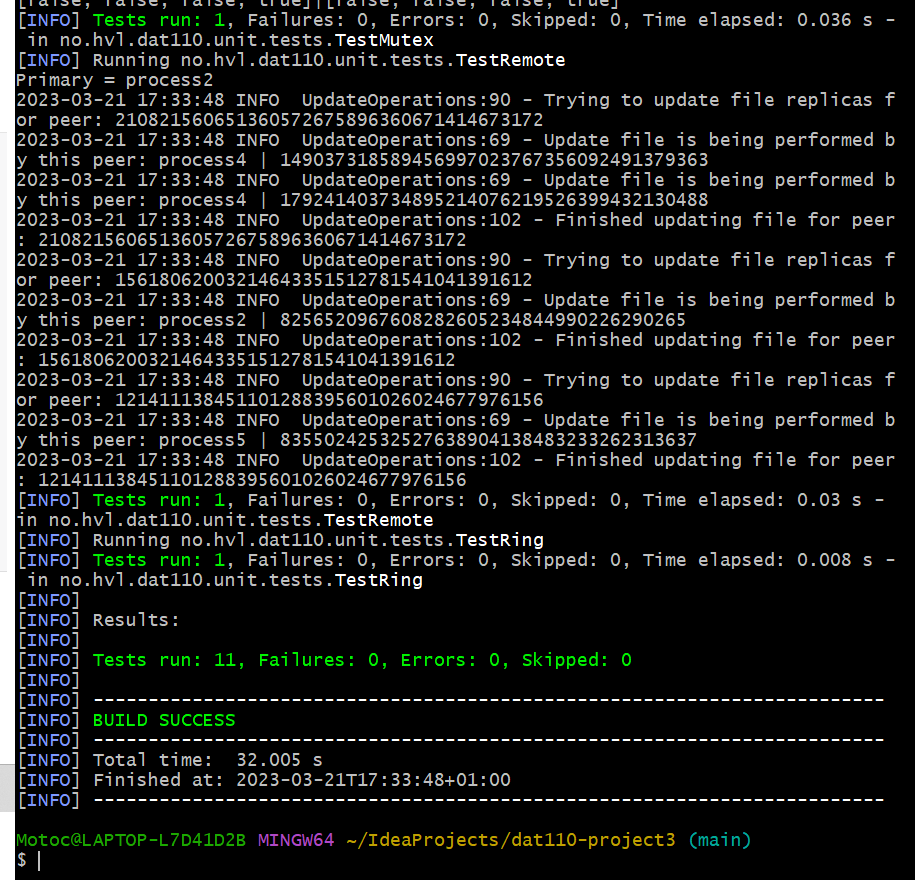 [false, false, false, true]|[false, false, false, true]
[INFO] Tests run: 1, Failures: 0, Errors: 0, Skipped: 0, Time elapsed: 0.036 s -
 in no.hvl.dat110.unit.tests.TestMutex
[INFO] Running no.hvl.dat110.unit.tests.TestRemote
Primary = process2
2023-03-21 17:33:48 INFO  UpdateOperations:90 - Trying to update file replicas f
or peer: 210821560651360572675896360671414673172
2023-03-21 17:33:48 INFO  UpdateOperations:69 - Update file is being performed b
y this peer: process4 | 149037318589456997023767356092491379363
2023-03-21 17:33:48 INFO  UpdateOperations:69 - Update file is being performed b
y this peer: process4 | 179241403734895214076219526399432130488
2023-03-21 17:33:48 INFO  UpdateOperations:102 - Finished updating file for peer
: 210821560651360572675896360671414673172
2023-03-21 17:33:48 INFO  UpdateOperations:90 - Trying to update file replicas f
or peer: 15618062003214643351512781541041391612
2023-03-21 17:33:48 INFO  UpdateOperations:69 - Update file is being performed b
y this peer: process2 | 8256520967608282605234844990226290265
2023-03-21 17:33:48 INFO  UpdateOperations:102 - Finished updating file for peer
: 15618062003214643351512781541041391612
2023-03-21 17:33:48 INFO  UpdateOperations:90 - Trying to update file replicas f
or peer: 121411138451101288395601026024677976156
2023-03-21 17:33:48 INFO  UpdateOperations:69 - Update file is being performed b
y this peer: process5 | 83550242532527638904138483233262313637
2023-03-21 17:33:48 INFO  UpdateOperations:102 - Finished updating file for peer
: 121411138451101288395601026024677976156
[INFO] Tests run: 1, Failures: 0, Errors: 0, Skipped: 0, Time elapsed: 0.03 s -
in no.hvl.dat110.unit.tests.TestRemote
[INFO] Running no.hvl.dat110.unit.tests.TestRing
[INFO] Tests run: 1, Failures: 0, Errors: 0, Skipped: 0, Time elapsed: 0.008 s -
 in no.hvl.dat110.unit.tests.TestRing
[INFO]
[INFO] Results:
[INFO]
[INFO] Tests run: 11, Failures: 0, Errors: 0, Skipped: 0
[INFO]
[INFO] ------------------------------------------------------------------------
[INFO] BUILD SUCCESS
[INFO] ------------------------------------------------------------------------
[INFO] Total time:  32.005 s
[INFO] Finished at: 2023-03-21T17:33:48+01:00
[INFO] ------------------------------------------------------------------------
Motoc@LAPTOP-L7D41D2B MINGW64 ~/IdeaProjects/dat110-project3 (main)
$